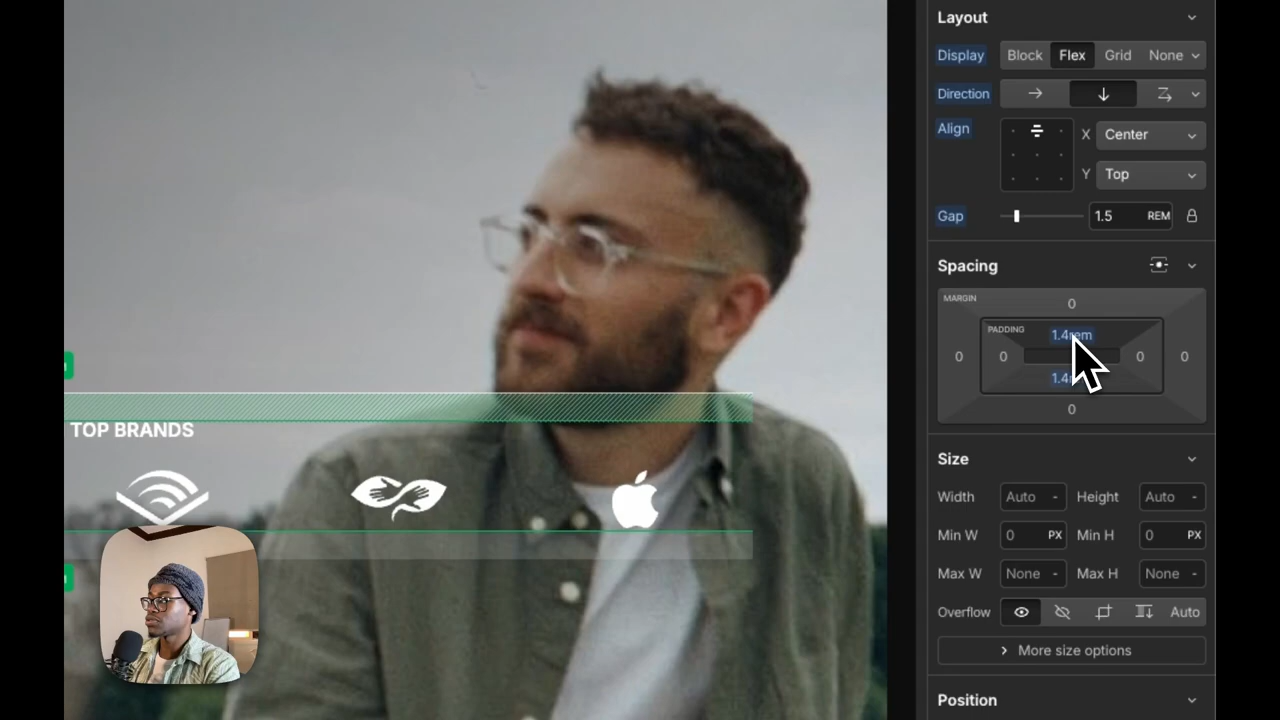 Layout
Display Block Flex Grid None
Direction
Align X Center
Y Top
Gap 1.5 REM
Spacing
MARGIN 0
PADDING 1.4rem
0 0 0 0
0
TOP BRANDS
Size
Width Auto - Height Auto -
Min W 0 PX Min H 0 PX
Max W None - Max H None -
Overflow Auto
More size options
Position